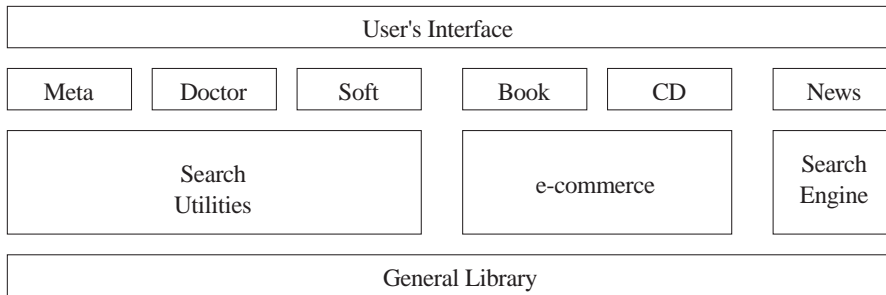 User's Interface
Meta
Doctor
Soft
Book
CD
News
Search
Utilities
e-commerce
Search
Engine
General Library